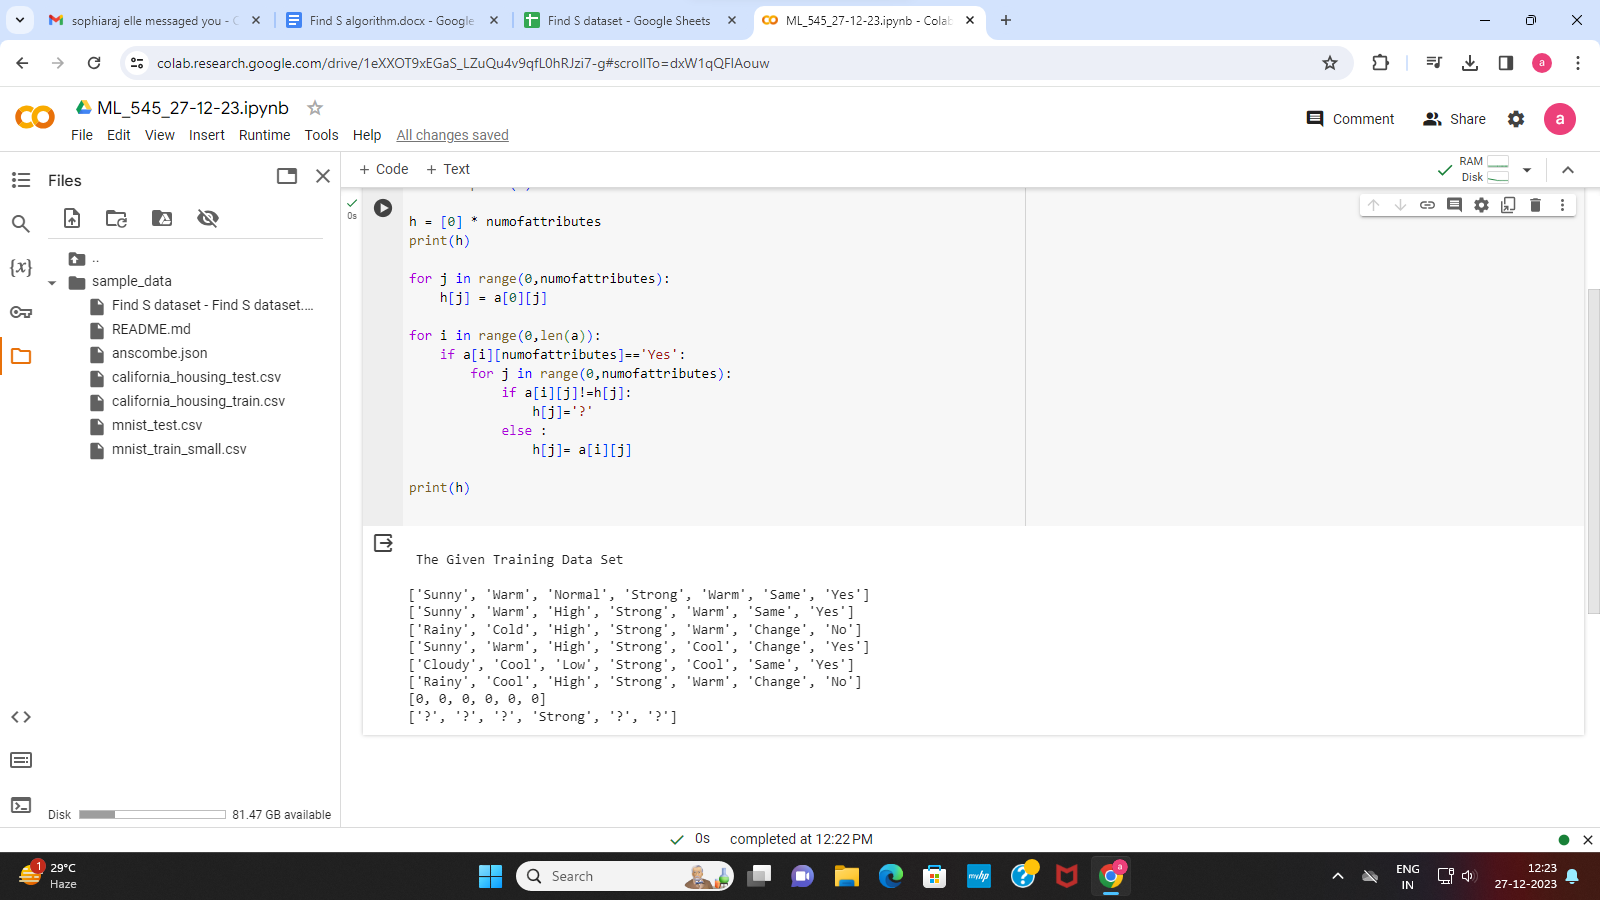 sophiaraj elle messaged you - C
Find S algorithm.docx - Google
Find S dataset - Google Sheets
ML_545_27-12-23.ipynb - Colab
colab.research.google.com/drive/1eXXOT9xEGaS_LZuQu4v9qfL0hRJzi7-g#scrollTo=dxW1qQFlAouw
a
ML_545_27-12-23.ipynb
File Edit View Insert Runtime Tools Help All changes saved
Comment Share a
Files
+ Code + Text
RAM
Disk
..
sample_data
Find S dataset - Find S dataset....
README.md
anscombe.json
california_housing_test.csv
california_housing_train.csv
mnist_test.csv
mnist_train_small.csv
{x}
Disk 81.47 GB available
0s
h = [0] * numofattributes
print(h)
for j in range(0,numofattributes):
    h[j] = a[0][j]
for i in range(0,len(a)):
    if a[i][numofattributes]=='Yes':
        for j in range(0,numofattributes):
            if a[i][j]!=h[j]:
                h[j]='?'
            else :
                h[j]= a[i][j]
print(h)
The Given Training Data Set
['Sunny', 'Warm', 'Normal', 'Strong', 'Warm', 'Same', 'Yes']
['Sunny', 'Warm', 'High', 'Strong', 'Warm', 'Same', 'Yes']
['Rainy', 'Cold', 'High', 'Strong', 'Warm', 'Change', 'No']
['Sunny', 'Warm', 'High', 'Strong', 'Cool', 'Change', 'Yes']
['Cloudy', 'Cool', 'Low', 'Strong', 'Cool', 'Same', 'Yes']
['Rainy', 'Cool', 'High', 'Strong', 'Warm', 'Change', 'No']
[0, 0, 0, 0, 0, 0]
['?', '?', '?', 'Strong', '?', '?']
0s completed at 12:22 PM
1
29°C
Haze
Search
myhp
a
ENG
IN
12:23
27-12-2023